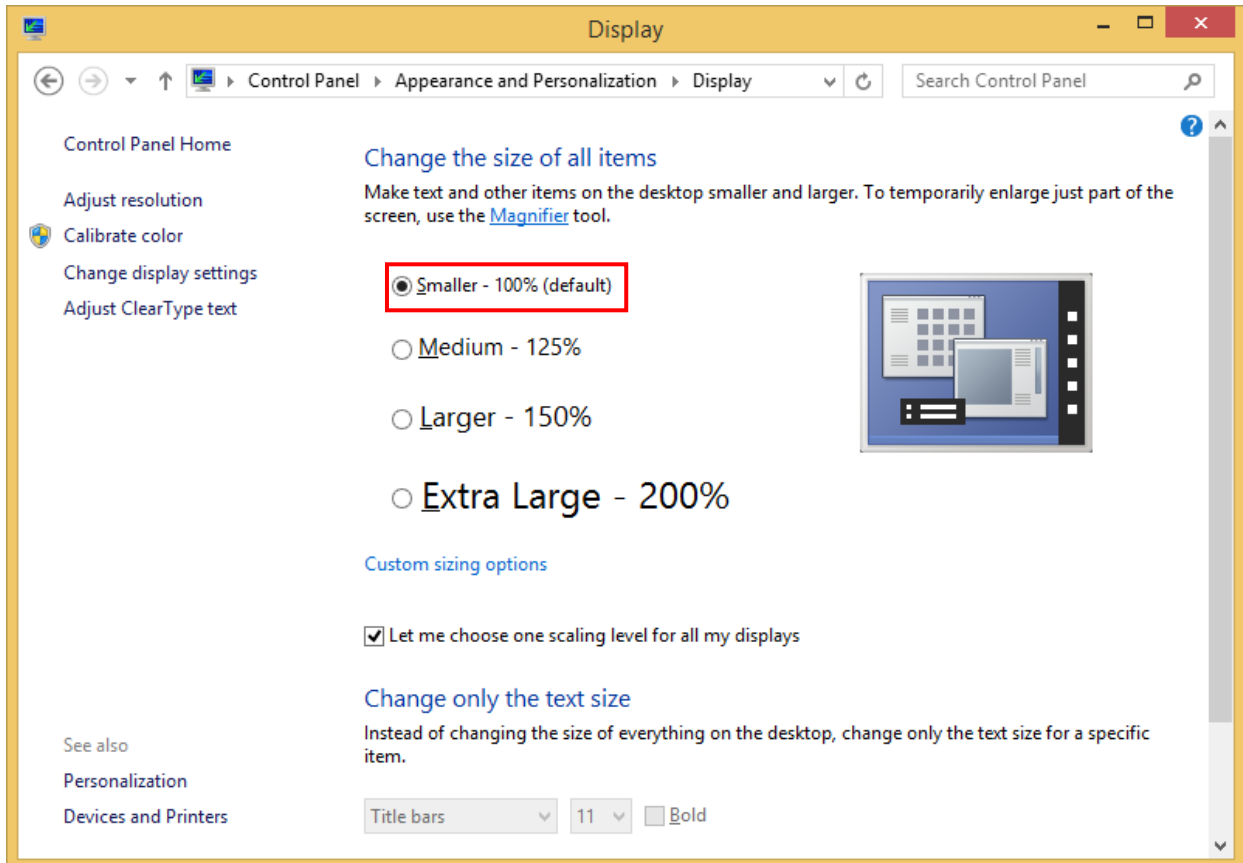 Display
Control Panel Appearance and Personalization Display
Search Control Panel
Control Panel Home
Adjust resolution
Calibrate color
Change display settings
Adjust ClearType text
Change the size of all items
Make text and other items on the desktop smaller and larger. To temporarily enlarge just part of the
screen, use the Magnifier tool.
Smaller - 100% (default)
Medium - 125%
Larger - 150%
Extra Large - 200%
Custom sizing options
Let me choose one scaling level for all my displays
Change only the text size
Instead of changing the size of everything on the desktop, change only the text size for a specific
item.
Title bars 11 Bold
See also
Personalization
Devices and Printers